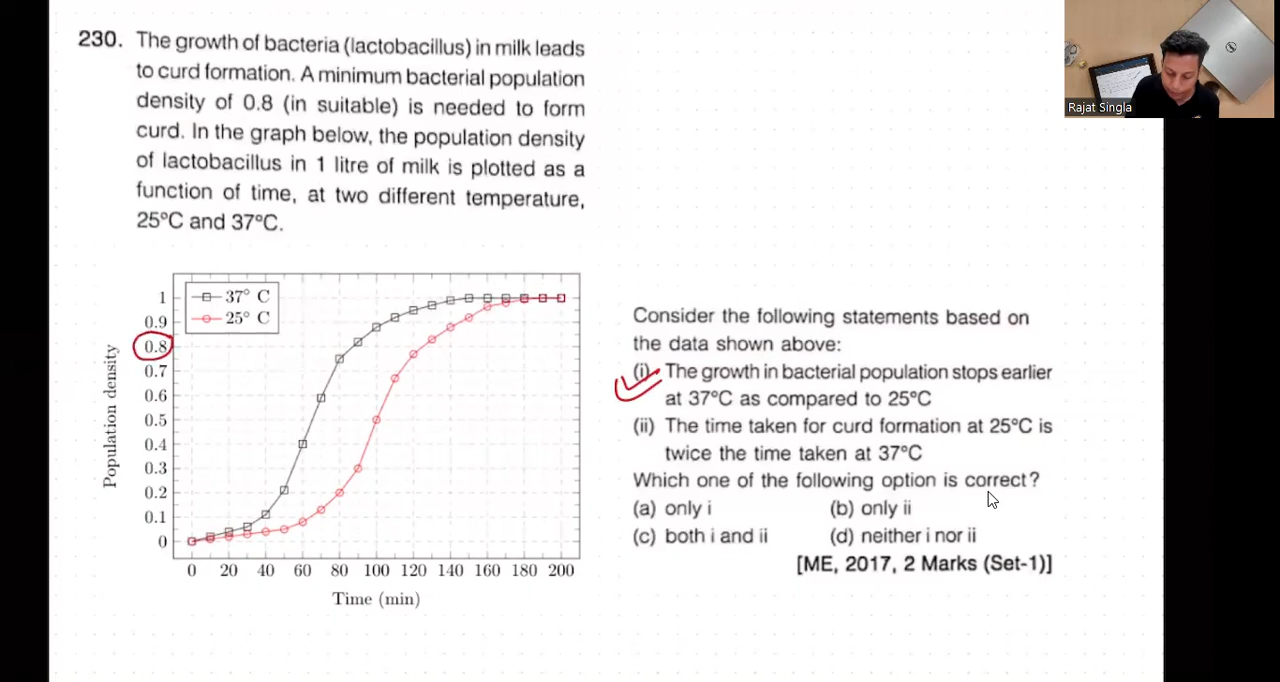 230. The growth of bacteria (lactobacillus) in milk leads
to curd formation. A minimum bacterial population
density of 0.8 (in suitable) is needed to form
curd. In the graph below, the population density
of lactobacillus in 1 litre of milk is plotted as a
function of time, at two different temperature,
25°C and 37°C.
37° C
25° C
1
0.9
0.8
0.7
0.6
0.5
0.4
0.3
0.2
0.1
0
Population density
0 20 40 60 80 100 120 140 160 180 200
Time (min)
Consider the following statements based on
the data shown above:
(i) The growth in bacterial population stops earlier
at 37°C as compared to 25°C
(ii) The time taken for curd formation at 25°C is
twice the time taken at 37°C
Which one of the following option is correct?
(a) only i (b) only ii
(c) both i and ii (d) neither i nor ii
[ME, 2017, 2 Marks (Set-1)]
Rajat Singla